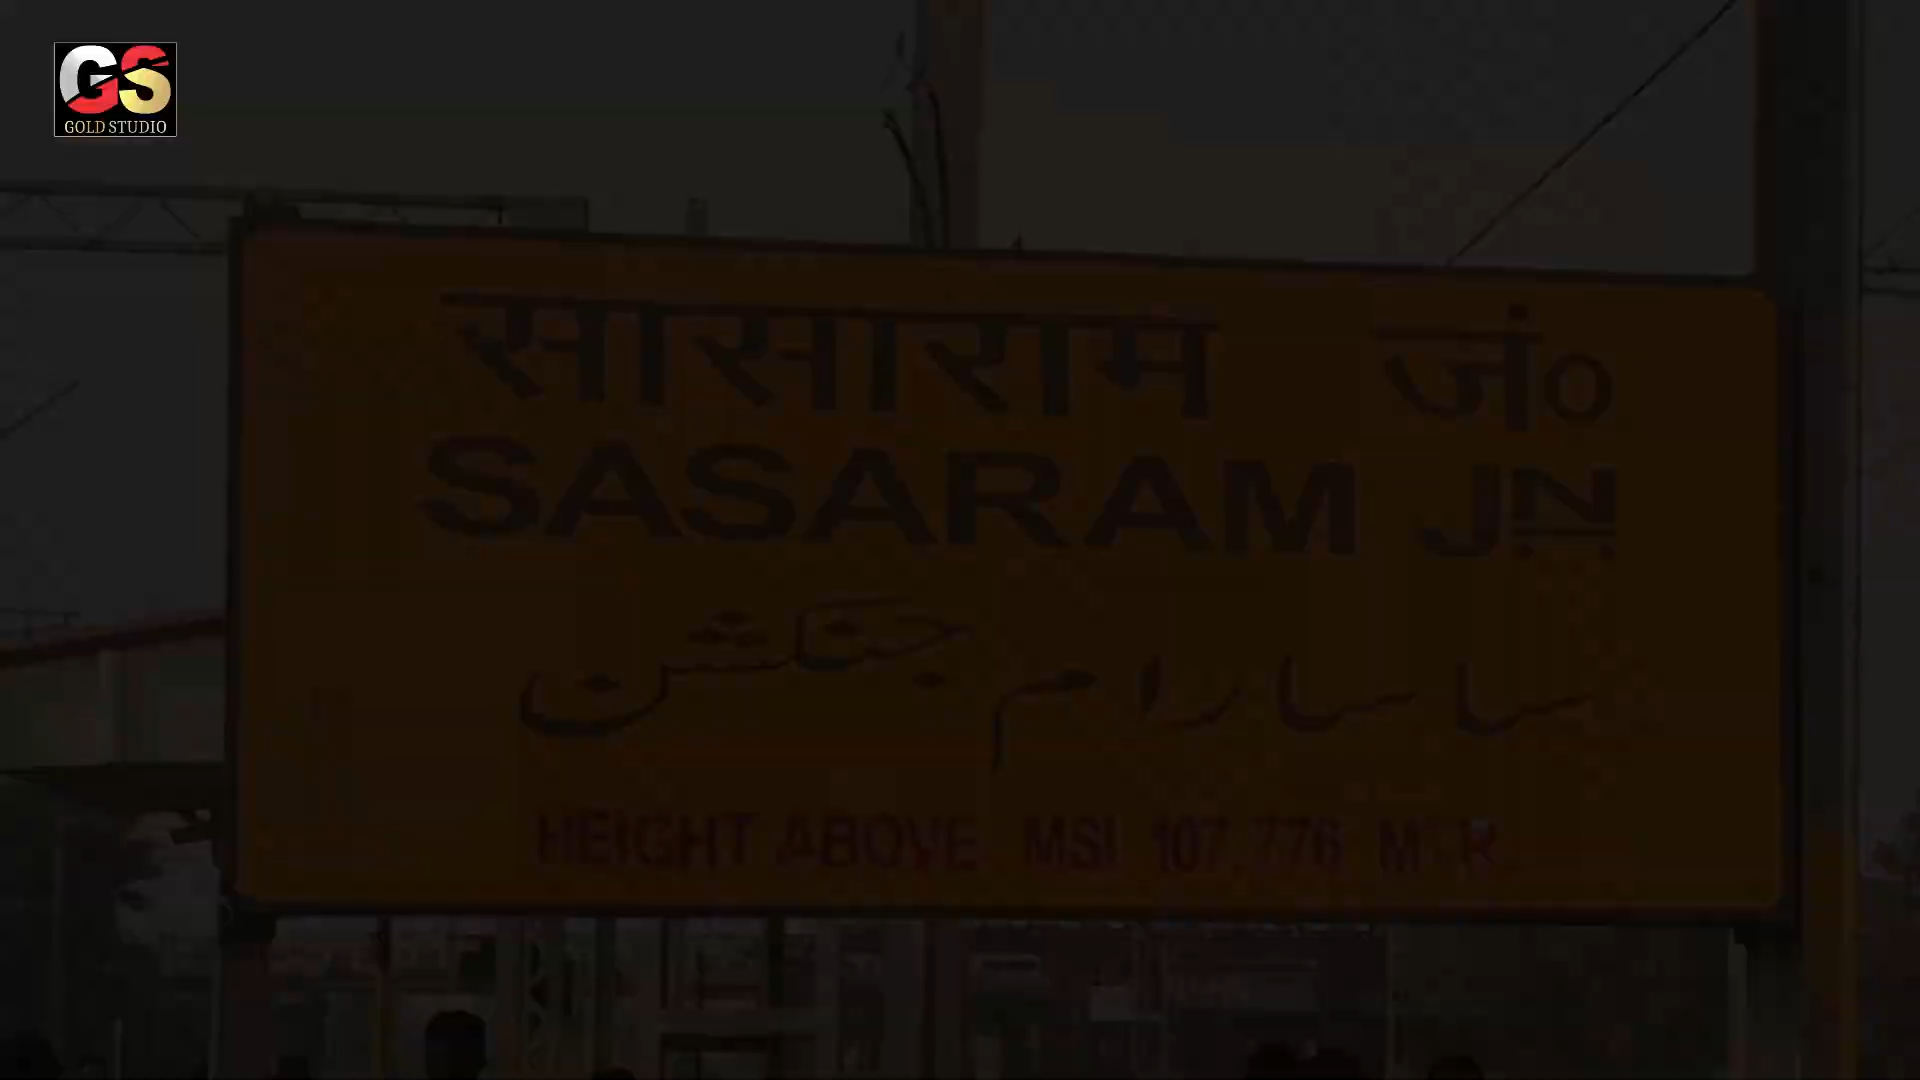 GS
GOLD STUDIO
सासाराम जं०
SASARAM JN
ساسارام جنکشن
HEIGHT ABOVE MSL 107.776 MTR